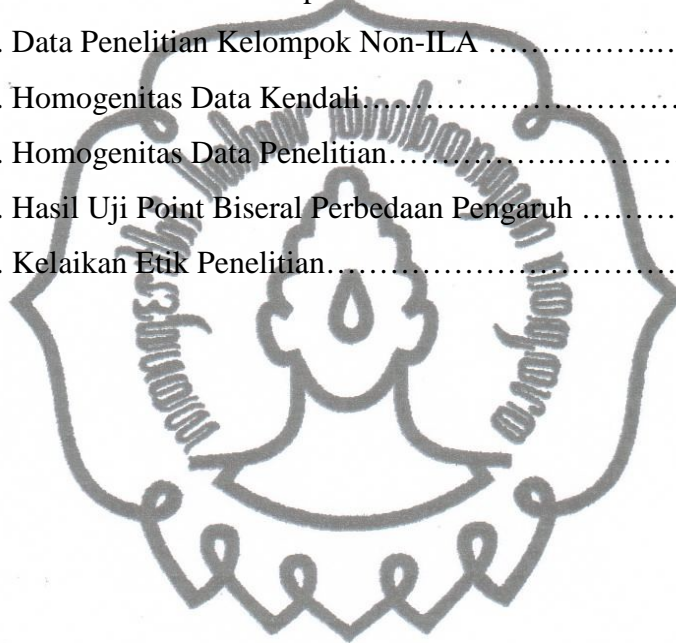 . Data Penelitian Kelompok Non-ILA ……………..…
. Homogenitas Data Kendali……………………………
. Homogenitas Data Penelitian………………..…………
. Hasil Uji Point Biseral Perbedaan Pengaruh ………
. Kelaikan Etik Penelitian………………………………